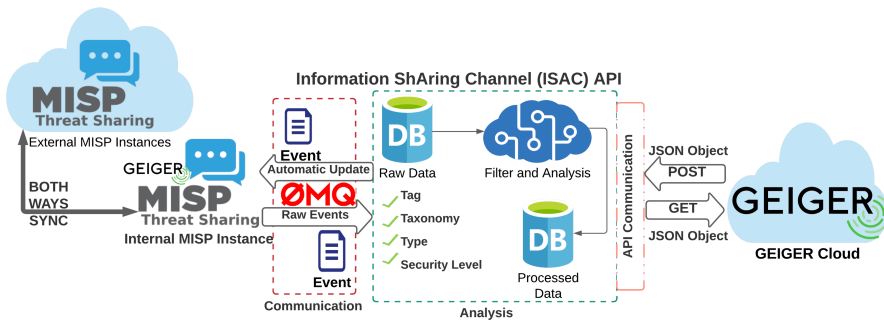 Information ShAring Channel (ISAC) API
MISP
Threat Sharing
External MISP Instances
BOTH
WAYS
SYNC
GEIGER
MISP
Threat Sharing
Internal MISP Instance
Event
Automatic Update
ØMQ
Raw Events
Event
Communication
DB
Raw Data
Filter and Analysis
Tag
Taxonomy
Type
Security Level
DB
Processed
Data
Analysis
API Communication
JSON Object
POST
GET
JSON Object
GEIGER
GEIGER Cloud